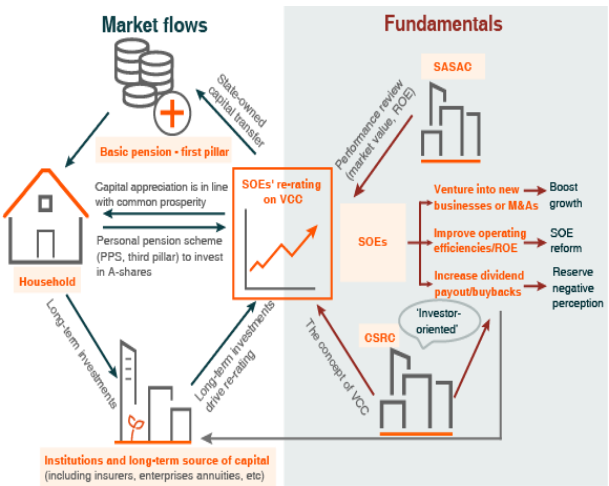 Market flows
Fundamentals
State-owned
capital transfer
Basic pension - first pillar
Capital appreciation is in line
with common prosperity
Personal pension scheme
(PPS, third pillar) to invest
in A-shares
Household
Long-term investments
Long-term investments
drive re-rating
Institutions and long-term source of capital
(including insurers, enterprises annuities, etc)
SOEs' re-rating
on VCC
SASAC
Performance review
(market value, ROE)
SOEs
Venture into new
businesses or M&As
Boost
growth
Improve operating
efficiencies/ROE
SOE
reform
Increase dividend
payout/buybacks
Reserve
negative
perception
'Investor-
oriented'
CSRC
The concept of
VCC